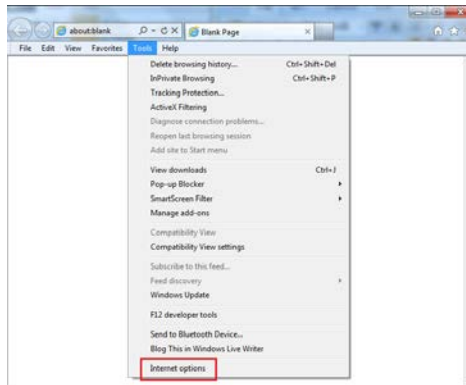 about:blank
Blank Page
File Edit View Favorites Tools Help
Delete browsing history... Ctrl+Shift+Del
InPrivate Browsing Ctrl+Shift+P
Tracking Protection...
ActiveX Filtering
Diagnose connection problems...
Reopen last browsing session
Add site to Start menu
View downloads Ctrl+J
Pop-up Blocker
SmartScreen Filter
Manage add-ons
Compatibility View
Compatibility View settings
Subscribe to this feed...
Feed discovery
Windows Update
F12 developer tools
Send to Bluetooth Device...
Blog This in Windows Live Writer
Internet options